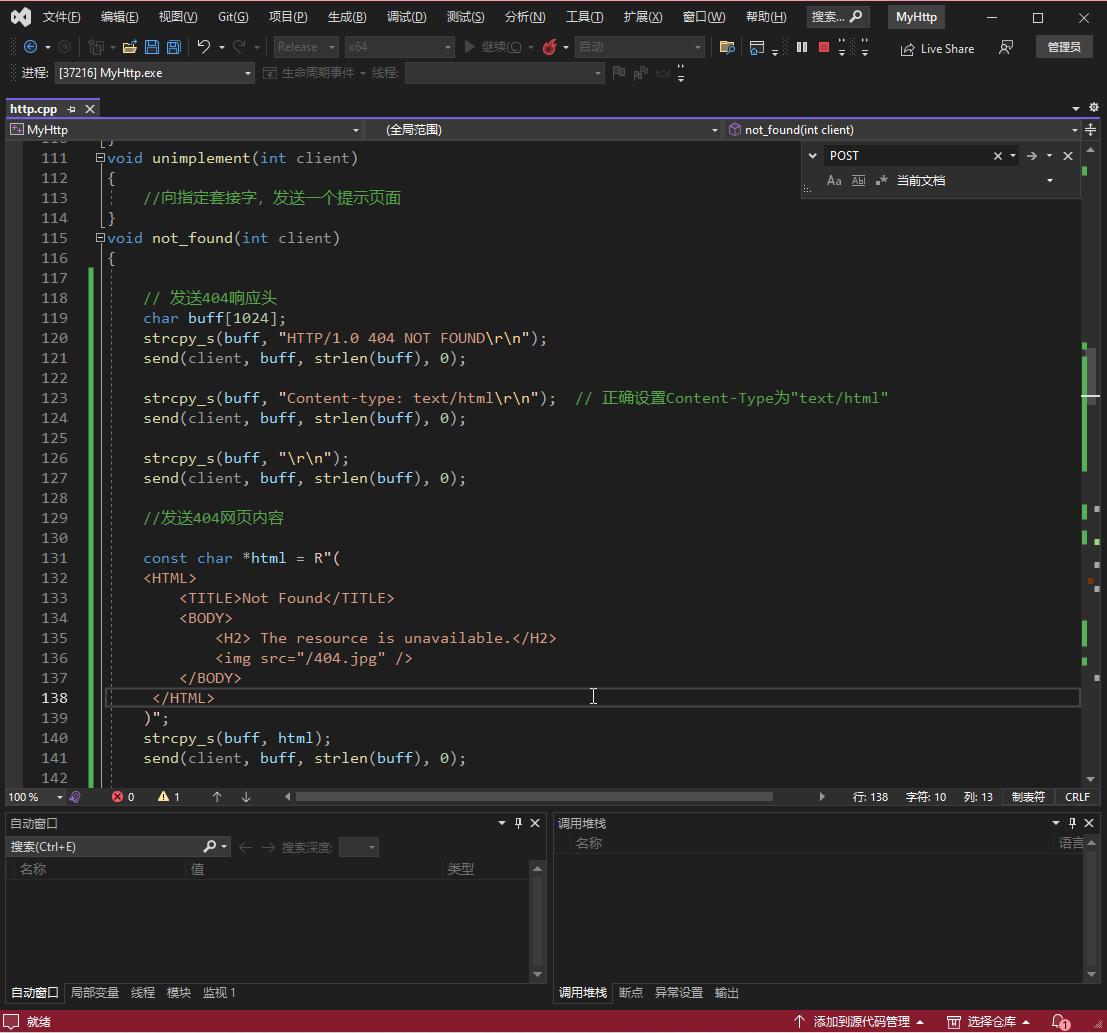 文件(F) 编辑(E) 视图(V) Git(G) 项目(P) 生成(B) 调试(D) 测试(S) 分析(N) 工具(T) 扩展(X) 窗口(W) 帮助(H) 搜索... MyHttp
Release x64 继续(C) 自动 Live Share 管理员
进程: [37216] MyHttp.exe 生命周期事件 线程:
http.cpp
MyHttp (全局范围) not_found(int client)
POST
Aa Ab 当前文档
110 }
111 void unimplement(int client)
112 {
113 //向指定套接字，发送一个提示页面
114 }
115 void not_found(int client)
116 {
117
118 // 发送404响应头
119 char buff[1024];
120 strcpy_s(buff, "HTTP/1.0 404 NOT FOUND\r\n");
121 send(client, buff, strlen(buff), 0);
122
123 strcpy_s(buff, "Content-type: text/html\r\n"); // 正确设置Content-Type为"text/html"
124 send(client, buff, strlen(buff), 0);
125
126 strcpy_s(buff, "\r\n");
127 send(client, buff, strlen(buff), 0);
128
129 //发送404网页内容
130
131 const char *html = R"(
132 <HTML>
133 <TITLE>Not Found</TITLE>
134 <BODY>
135 <H2> The resource is unavailable.</H2>
136 <img src="/404.jpg" />
137 </BODY>
138 </HTML>
139 )";
140 strcpy_s(buff, html);
141 send(client, buff, strlen(buff), 0);
142
100 % 0 1 行: 138 字符: 10 列: 13 制表符 CRLF
自动窗口
搜索(Ctrl+E) 搜索深度:
名称 值 类型
自动窗口 局部变量 线程 模块 监视 1
调用堆栈
名称 语言
调用堆栈 断点 异常设置 输出
就绪 添加到源代码管理 选择仓库 1